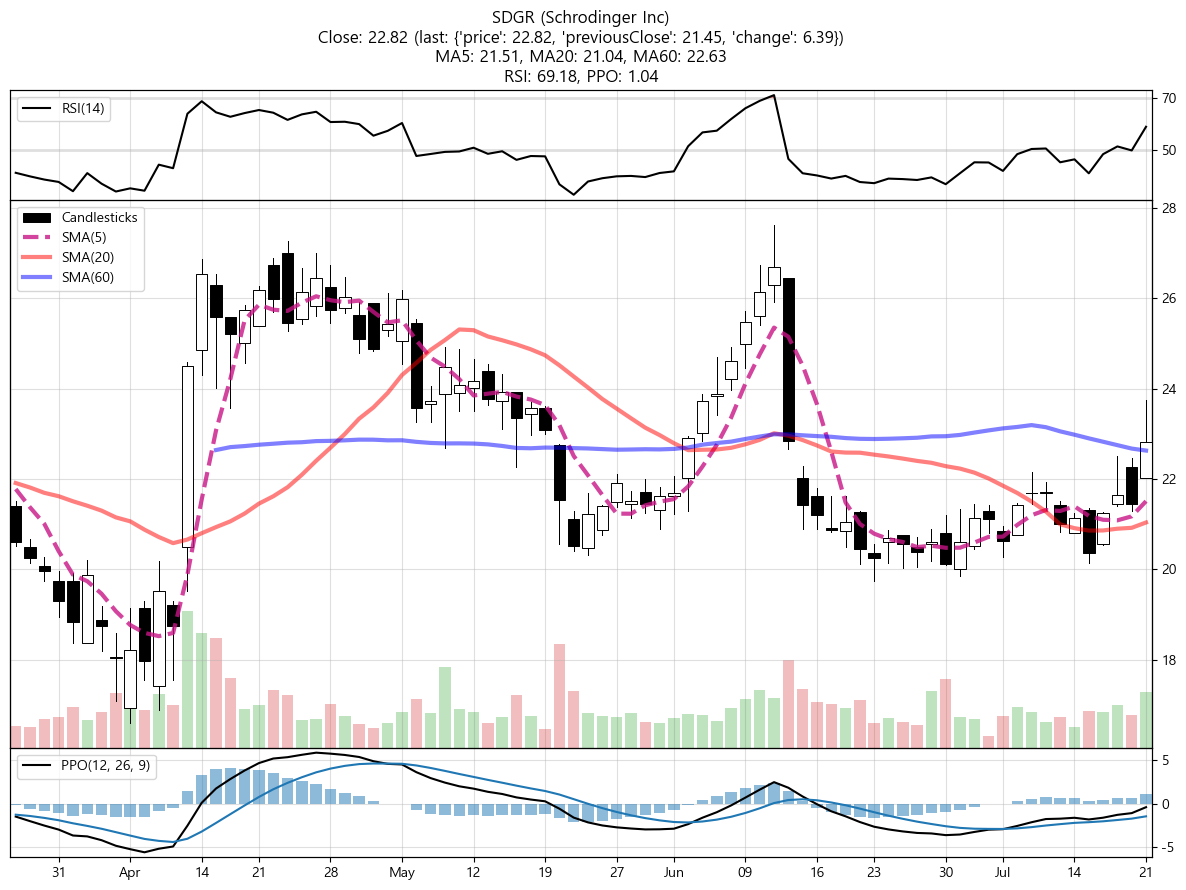 SDGR (Schrodinger Inc)
Close: 22.82 (last: {'price': 22.82, 'previousClose': 21.45, 'change': 6.39})
MA5: 21.51, MA20: 21.04, MA60: 22.63
RSI: 69.18, PPO: 1.04
RSI(14)
70
50
Candlesticks
SMA(5)
SMA(20)
SMA(60)
28
26
24
22
20
18
PPO(12, 26, 9)
5
0
-5
31 Apr 14 21 28 May 12 19 27 Jun 09 16 23 30 Jul 14 21